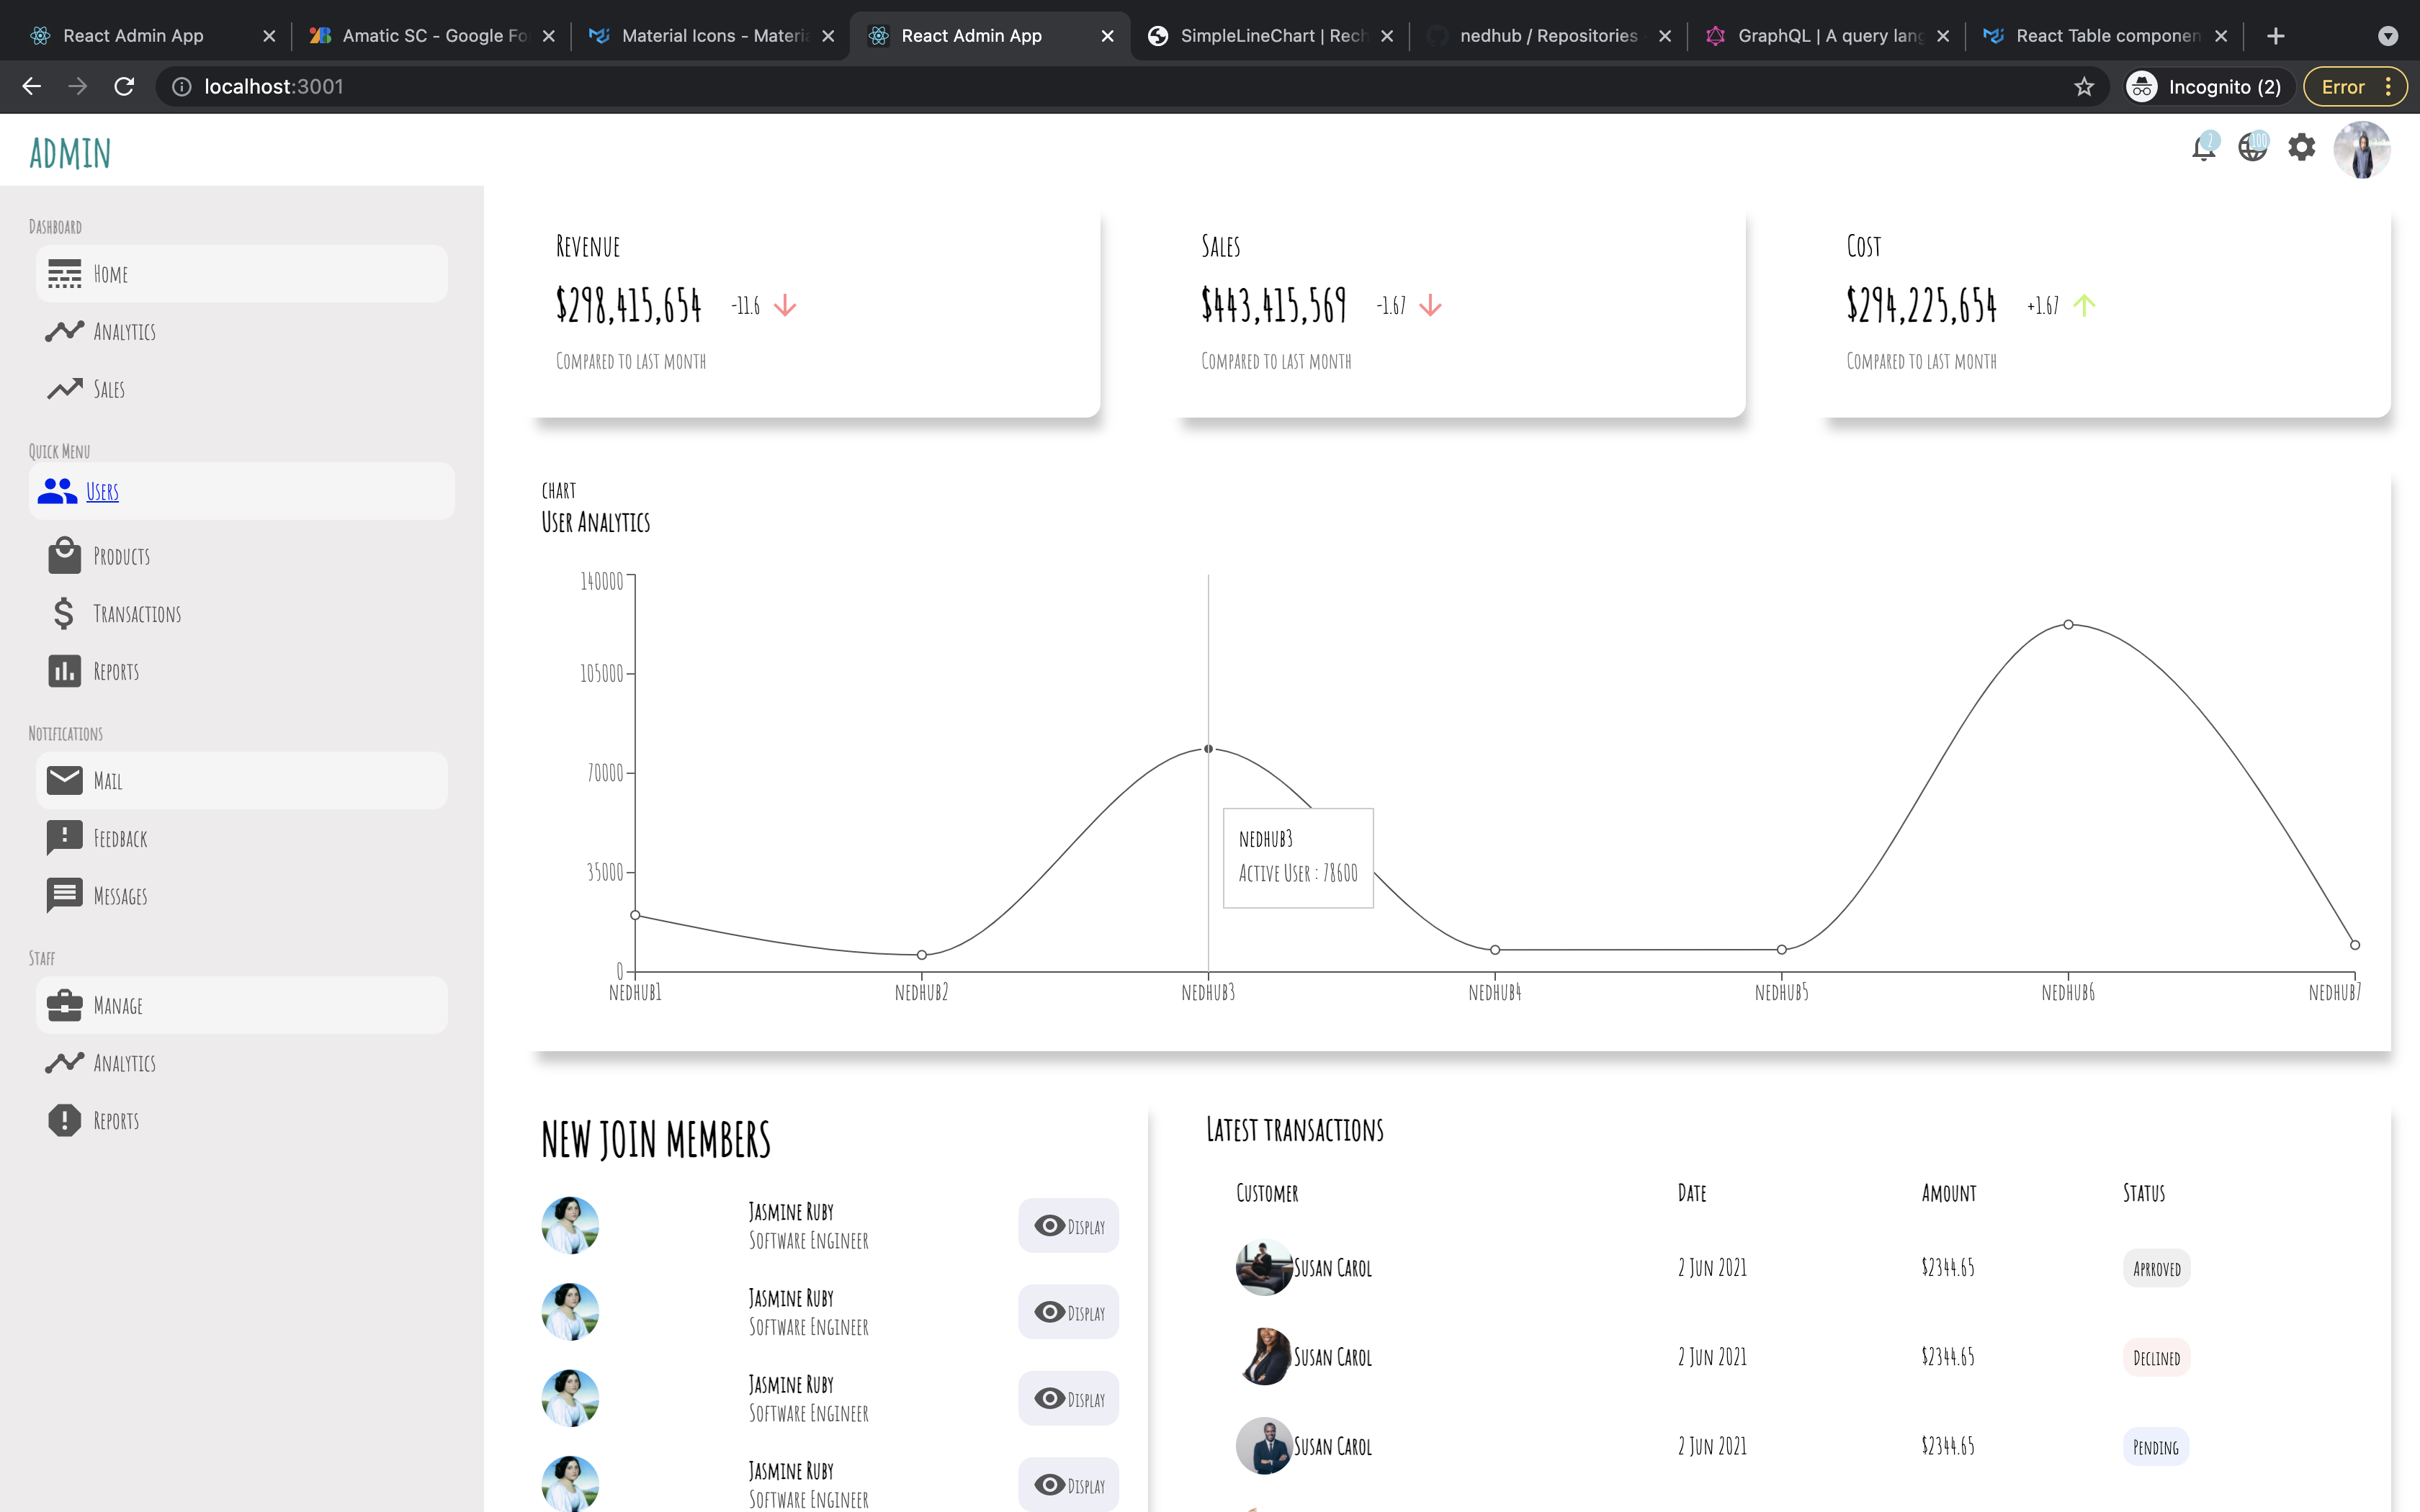 React Admin App
Amatic SC - Google Fo
Material Icons - Materia
React Admin App
SimpleLineChart | Rech
nedhub / Repositories
GraphQL | A query lang
React Table componen
localhost:3001
Incognito (2)
Error
ADMIN
2
100
Dashboard
Home
Analytics
Sales
Quick Menu
Users
Products
Transactions
Reports
Notifications
Mail
Feedback
Messages
Staff
Manage
Analytics
Reports
Revenue
$298,415,654 -11.6
Compared to last month
Sales
$443,415,569 -1.67
Compared to last month
Cost
$294,225,654 +1.67
Compared to last month
CHART
User Analytics
140000
105000
70000
35000
0
nedhub3
Active User : 78600
NEDHUB1 NEDHUB2 NEDHUB3 NEDHUB4 NEDHUB5 NEDHUB6 NEDHUB7
NEW JOIN MEMBERS
Jasmine Ruby
Software Engineer
Display
Jasmine Ruby
Software Engineer
Display
Jasmine Ruby
Software Engineer
Display
Jasmine Ruby
Software Engineer
Display
Latest transactions
Customer Date Amount Status
Susan Carol 2 Jun 2021 $2344.65 Aprroved
Susan Carol 2 Jun 2021 $2344.65 Declined
Susan Carol 2 Jun 2021 $2344.65 Pending